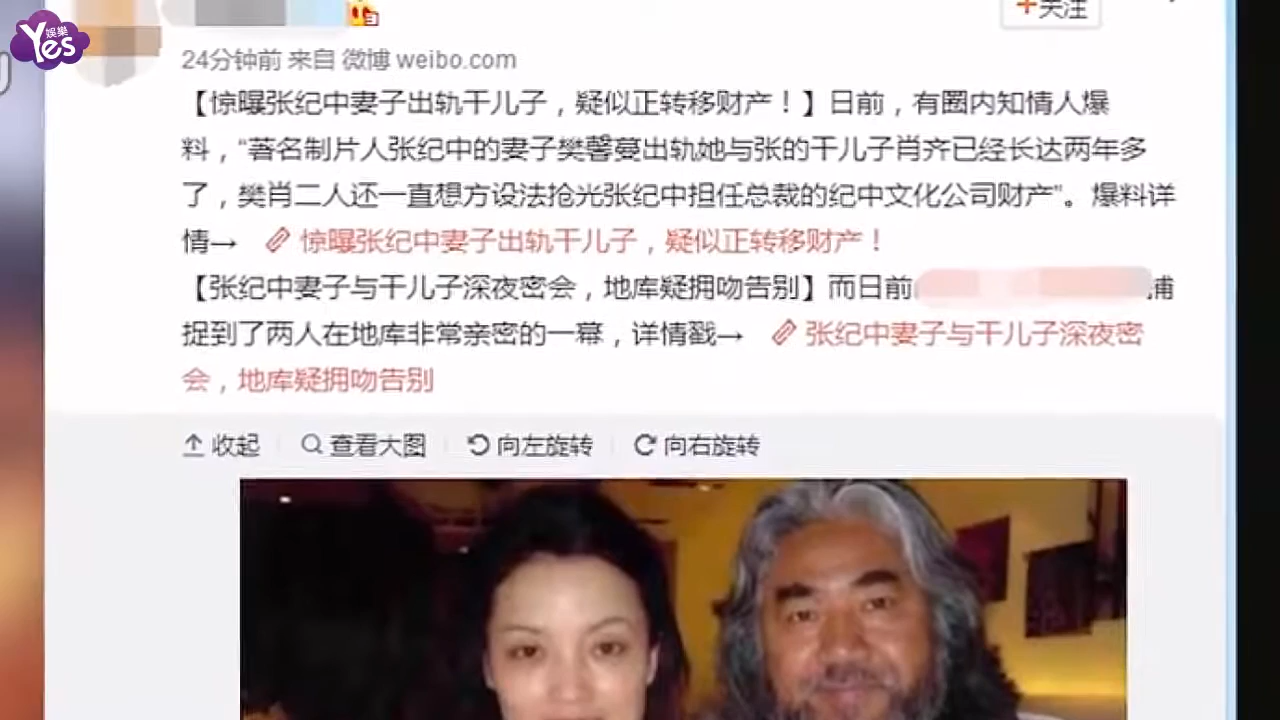 娱樂
Yes
+关注
24分钟前 来自 微博 weibo.com
【惊曝张纪中妻子出轨干儿子，疑似正转移财产！】日前，有圈内知情人爆
料，“著名制片人张纪中的妻子樊馨蔓出轨她与张的干儿子肖齐已经长达两年多
了，樊肖二人还一直想方设法抢光张纪中担任总裁的纪中文化公司财产”。爆料详
情→ 惊曝张纪中妻子出轨干儿子，疑似正转移财产！
【张纪中妻子与干儿子深夜密会，地库疑拥吻告别】而日前 捕
捉到了两人在地库非常亲密的一幕，详情戳→ 张纪中妻子与干儿子深夜密
会，地库疑拥吻告别
收起 查看大图 向左旋转 向右旋转